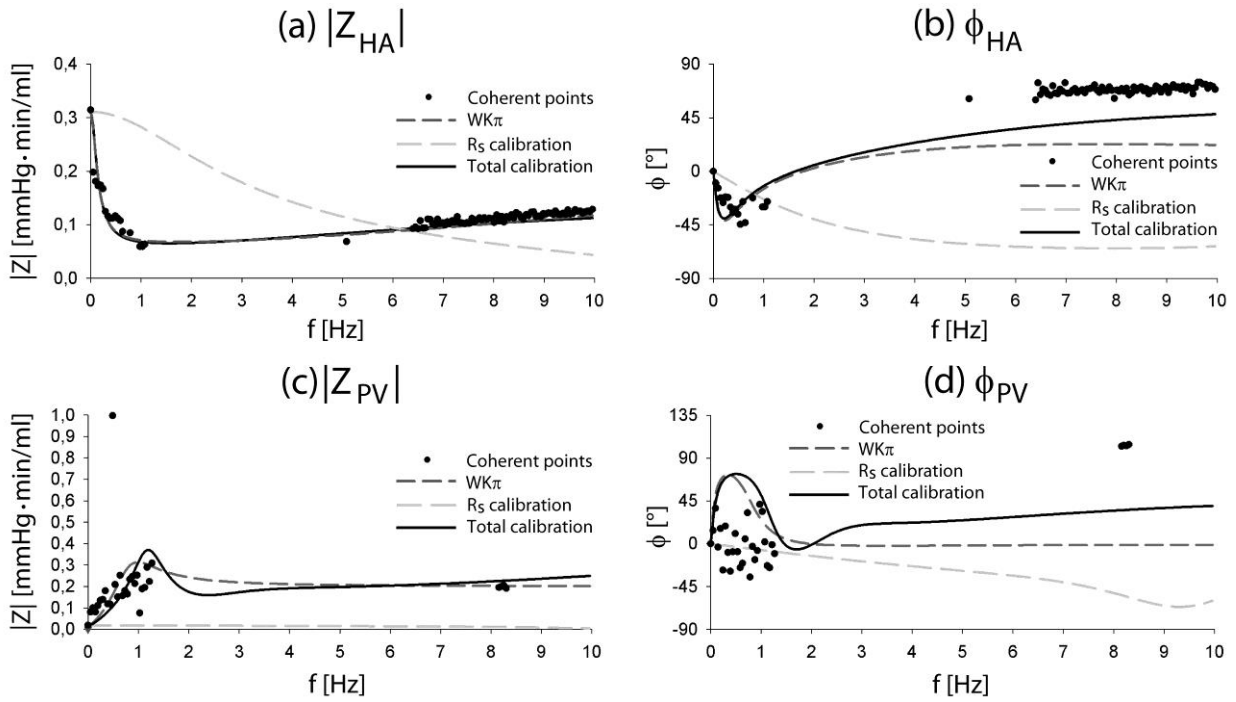 (a) |Z_HA|
|Z| [mmHg·min/ml]
0,4
0,3
0,2
0,1
0,0
0 1 2 3 4 5 6 7 8 9 10
f [Hz]
Coherent points
WKπ
Rs calibration
Total calibration
(b) ϕ_HA
ϕ [°]
90
45
0
-45
-90
0 1 2 3 4 5 6 7 8 9 10
f [Hz]
Coherent points
WKπ
Rs calibration
Total calibration
(c) |Z_PV|
|Z| [mmHg·min/ml]
1,0
0,9
0,8
0,7
0,6
0,5
0,4
0,3
0,2
0,1
0,0
0 1 2 3 4 5 6 7 8 9 10
f [Hz]
Coherent points
WKπ
Rs calibration
Total calibration
(d) ϕ_PV
ϕ [°]
135
90
45
0
-45
-90
0 1 2 3 4 5 6 7 8 9 10
f [Hz]
Coherent points
WKπ
Rs calibration
Total calibration